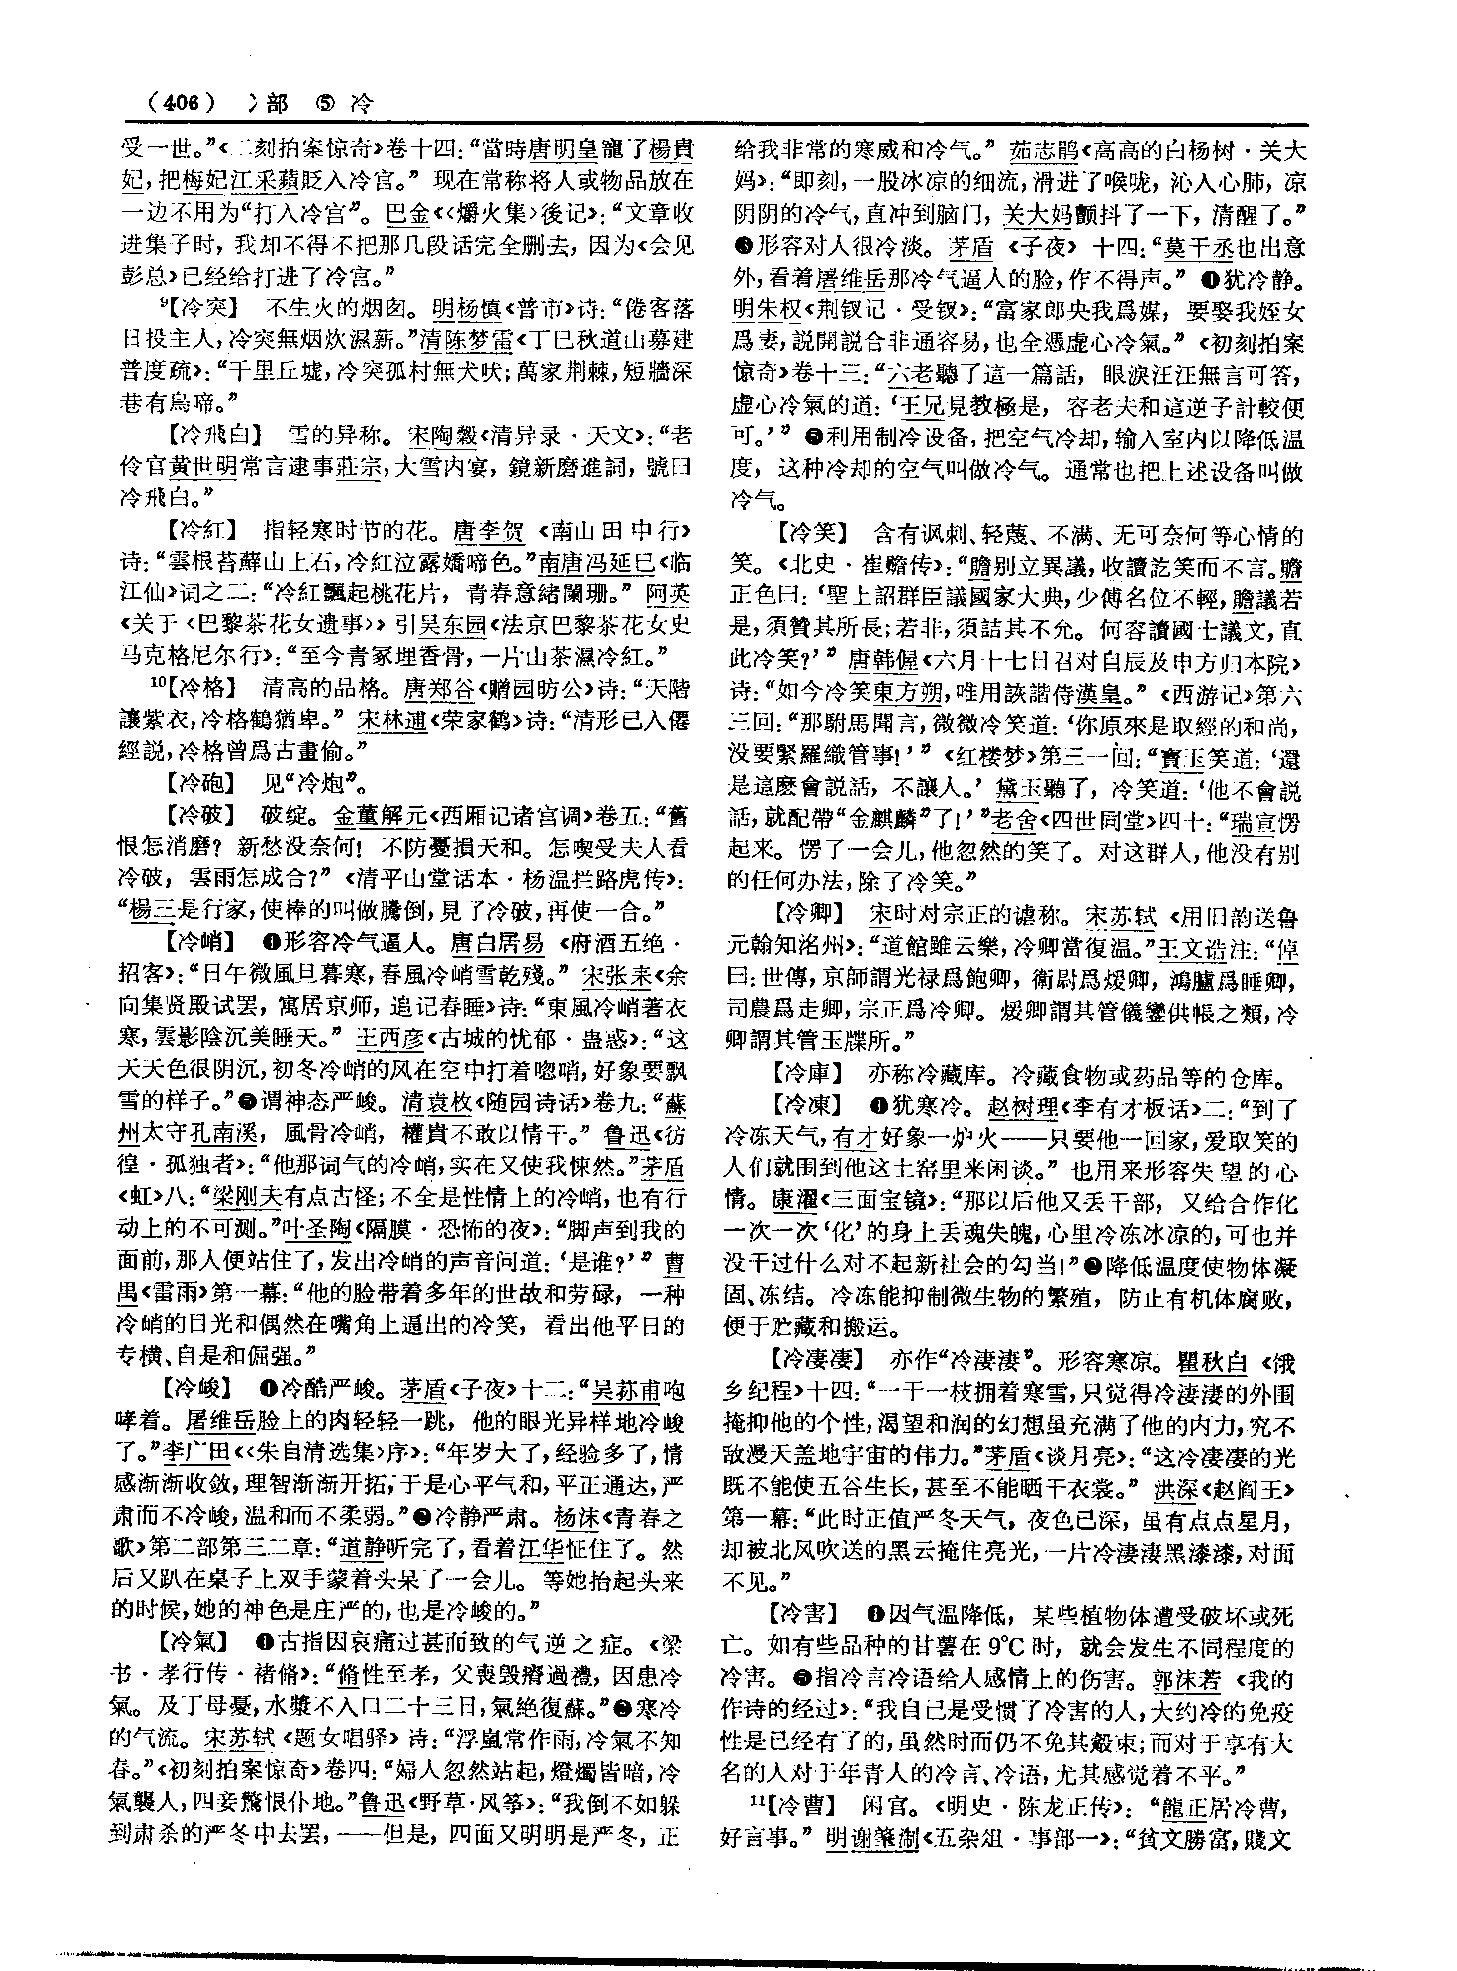 （406） 冫部 ⑤ 冷
受一世。”《二刻拍案惊奇》卷十四：“當時唐明皇寵了楊貴
妃，把梅妃江采蘋貶入冷宫。” 现在常称将人或物品放在
一边不用为“打入冷宫”。巴金《〈爝火集〉後记》：“文章收
进集子时，我却不得不把那几段话完全删去，因为《会见
彭总》已经给打进了冷宫。”
⁹【冷突】 不生火的烟囱。明杨慎《普市》诗：“倦客落
日投主人，冷突無烟炊濕薪。”清陈梦雷《丁巳秋道山募建
普度疏》：“千里丘墟，冷突孤村無犬吠；萬家荆棘，短牆深
巷有烏啼。”
【冷飛白】 雪的异称。宋陶穀《清异录·天文》：“老
伶官黄世明常言逮事莊宗，大雪内宴，鏡新磨進詞，號曰
冷飛白。”
【冷紅】 指轻寒时节的花。唐李贺《南山田中行》
诗：“雲根苔蘚山上石，冷紅泣露嬌啼色。”南唐冯延巳《临
江仙》词之二：“冷紅飄起桃花片，青春意緒闌珊。” 阿英
《关于〈巴黎茶花女遗事〉》引吴东园《法京巴黎茶花女史
马克格尼尔行》：“至今青冢埋香骨，一片山茶濕冷紅。”
¹⁰【冷格】 清高的品格。唐郑谷《赠园昉公》诗：“天階
讓紫衣，冷格鶴猶卑。” 宋林逋《荣家鹤》诗：“清形已入僊
經説，冷格曾爲古畫偷。”
【冷砲】 见“冷炮”。
【冷破】 破绽。金董解元《西厢记诸宫调》卷五：“舊
恨怎消磨？新愁没奈何！不防憂損天和。怎喫受夫人看
冷破，雲雨怎成合？”《清平山堂话本·杨温拦路虎传》：
“楊三是行家，使棒的叫做騰倒，見了冷破，再使一合。”
【冷峭】 ❶形容冷气逼人。唐白居易《府酒五绝·
招客》：“日午微風且暮寒，春風冷峭雪乾殘。” 宋张耒《余
向集贤殿试罢，寓居京师，追记春睡》诗：“東風冷峭著衣
寒，雲影陰沉美睡天。” 王西彦《古城的忧郁·蛊惑》：“这
天天色很阴沉，初冬冷峭的风在空中打着唿哨，好象要飘
雪的样子。”❷谓神态严峻。清袁枚《随园诗话》卷九：“蘇
州太守孔南溪，風骨冷峭，權貴不敢以情干。” 鲁迅《彷
徨·孤独者》：“他那词气的冷峭，实在又使我悚然。”茅盾
《虹》八：“梁刚夫有点古怪；不全是性情上的冷峭，也有行
动上的不可测。”叶圣陶《隔膜·恐怖的夜》：“脚声到我的
面前，那人便站住了，发出冷峭的声音问道：‘是谁？’” 曹
禺《雷雨》第一幕：“他的脸带着多年的世故和劳碌，一种
冷峭的目光和偶然在嘴角上逼出的冷笑，看出他平日的
专横、自是和倔强。”
【冷峻】 ❶冷酷严峻。茅盾《子夜》十二：“吴荪甫咆
哮着。屠维岳脸上的肉轻轻一跳，他的眼光异样地冷峻
了。”李广田《〈朱自清选集〉序》：“年岁大了，经验多了，情
感渐渐收敛，理智渐渐开拓，于是心平气和，平正通达，严
肃而不冷峻，温和而不柔弱。”❷冷静严肃。杨沫《青春之
歌》第二部第三二章：“道静听完了，看着江华怔住了。然
后又趴在桌子上双手蒙着头呆了一会儿。等她抬起头来
的时候，她的神色是庄严的，也是冷峻的。”
【冷氣】 ❶古指因哀痛过甚而致的气逆之症。《梁
书·孝行传·褚脩》：“脩性至孝，父喪毁瘠過禮，因患冷
氣。及丁母憂，水漿不入口二十三日，氣絶復蘇。”❷寒冷
的气流。宋苏轼《题女唱驿》诗：“浮嵐常作雨，冷氣不知
春。”《初刻拍案惊奇》卷四：“婦人忽然站起，燈燭皆暗，冷
氣襲人，四妾驚恨仆地。”鲁迅《野草·风筝》：“我倒不如躲
到肃杀的严冬中去罢，——但是，四面又明明是严冬，正
给我非常的寒威和冷气。” 茹志鹃《高高的白杨树·关大
妈》：“即刻，一股冰凉的细流，滑进了喉咙，沁人心肺，凉
阴阴的冷气，直冲到脑门，关大妈颤抖了一下，清醒了。”
❸形容对人很冷淡。茅盾《子夜》十四：“莫干丞也出意
外，看着屠维岳那冷气逼人的脸，作不得声。” ❹犹冷静。
明朱权《荆钗记·受钗》：“富家郎央我爲媒，要娶我姪女
爲妻，説開説合非通容易，也全憑虚心冷氣。”《初刻拍案
惊奇》卷十三：“六老聽了這一篇話，眼淚汪汪無言可答，
虚心冷氣的道：‘王兄見教極是，容老夫和這逆子計較便
可。’” ❺利用制冷设备，把空气冷却，输入室内以降低温
度，这种冷却的空气叫做冷气。通常也把上述设备叫做
冷气。
【冷笑】 含有讽刺、轻蔑、不满、无可奈何等心情的
笑。《北史·崔赡传》：“贍别立異議，收讀訖笑而不言。贍
正色曰：‘聖上詔群臣議國家大典，少傅名位不輕，贍議若
是，須贊其所長；若非，須詰其不允。何容讀國士議文，直
此冷笑？’” 唐韩偓《六月十七日召对自辰及申方归本院》
诗：“如今冷笑東方朔，唯用詼諧侍漢皇。”《西游记》第六
三回：“那駙馬聞言，微微冷笑道：‘你原來是取經的和尚，
没要緊羅織管事！’” 《红楼梦》第三一回：“寶玉笑道：‘還
是這麽會説話，不讓人。’ 黛玉聽了，冷笑道：‘他不會説
話，就配帶“金麒麟”了！’”老舍《四世同堂》四十：“瑞宣愣
起来。愣了一会儿，他忽然的笑了。对这群人，他没有别
的任何办法，除了冷笑。”
【冷卿】 宋时对宗正的谑称。宋苏轼《用旧韵送鲁
元翰知洺州》：“道館雖云樂，冷卿當復温。”王文诰注：“倬
曰：世傳，京師謂光禄爲飽卿，衛尉爲煖卿，鴻臚爲睡卿，
司農爲走卿，宗正爲冷卿。煖卿謂其管儀鑾供帳之類，冷
卿謂其管玉牒所。”
【冷庫】 亦称冷藏库。冷藏食物或药品等的仓库。
【冷凍】 ❶犹寒冷。赵树理《李有才板话》二：“到了
冷冻天气，有才好象一炉火——只要他一回家，爱取笑的
人们就围到他这土窑里来闲谈。” 也用来形容失望的心
情。康濯《三面宝镜》：“那以后他又丢干部，又给合作化
一次一次‘化’的身上丢魂失魄，心里冷冻冰凉的，可也并
没干过什么对不起新社会的勾当！”❷降低温度使物体凝
固、冻结。冷冻能抑制微生物的繁殖，防止有机体腐败，
便于贮藏和搬运。
【冷凄凄】 亦作“冷淒淒”。形容寒凉。瞿秋白《俄
乡纪程》十四：“一干一枝拥着寒雪，只觉得冷淒淒的外围
掩抑他的个性，渴望和润的幻想虽充满了他的内力，究不
敌漫天盖地宇宙的伟力。”茅盾《谈月亮》：“这冷凄凄的光
既不能使五谷生长，甚至不能晒干衣裳。” 洪深《赵阎王》
第一幕：“此时正值严冬天气，夜色已深，虽有点点星月，
却被北风吹送的黑云掩住亮光，一片冷淒淒黑漆漆，对面
不见。”
【冷害】 ❶因气温降低，某些植物体遭受破坏或死
亡。如有些品种的甘薯在9℃时，就会发生不同程度的
冷害。❷指冷言冷语给人感情上的伤害。郭沫若《我的
作诗的经过》：“我自己是受惯了冷害的人，大约冷的免疫
性是已经有了的，虽然时而仍不免其觳束；而对于享有大
名的人对于年青人的冷言、冷语，尤其感觉着不平。”
¹¹【冷曹】 闲官。《明史·陈龙正传》：“龍正居冷曹，
好言事。” 明谢肇淛《五杂俎·事部一》：“貧文勝富，賤文